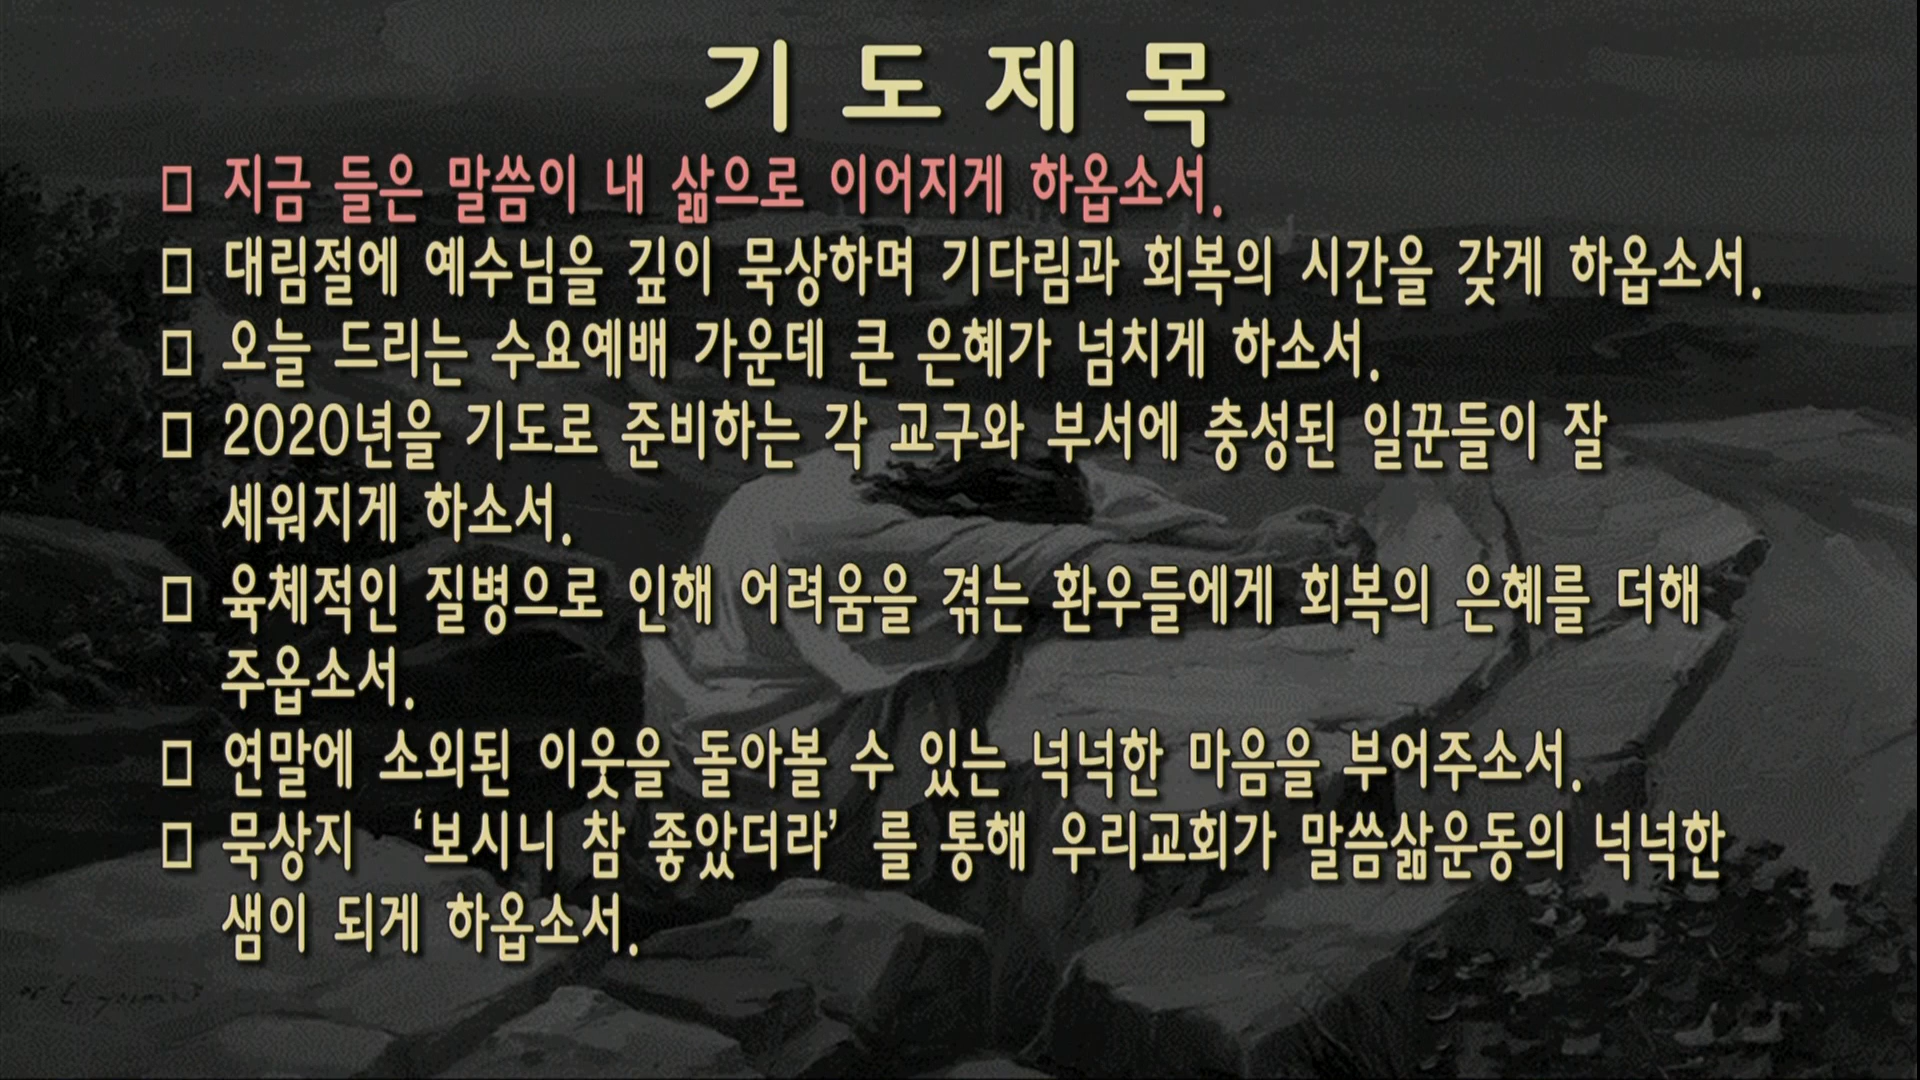 기 도 제 목
□ 지금 들은 말씀이 내 삶으로 이어지게 하옵소서.
□ 대림절에 예수님을 깊이 묵상하며 기다림과 회복의 시간을 갖게 하옵소서.
□ 오늘 드리는 수요예배 가운데 큰 은혜가 넘치게 하소서.
□ 2020년을 기도로 준비하는 각 교구와 부서에 충성된 일꾼들이 잘
세워지게 하소서.
□ 육체적인 질병으로 인해 어려움을 겪는 환우들에게 회복의 은혜를 더해
주옵소서.
□ 연말에 소외된 이웃을 돌아볼 수 있는 넉넉한 마음을 부어주소서.
□ 묵상지 ‘보시니 참 좋았더라’ 를 통해 우리교회가 말씀삶운동의 넉넉한
샘이 되게 하옵소서.